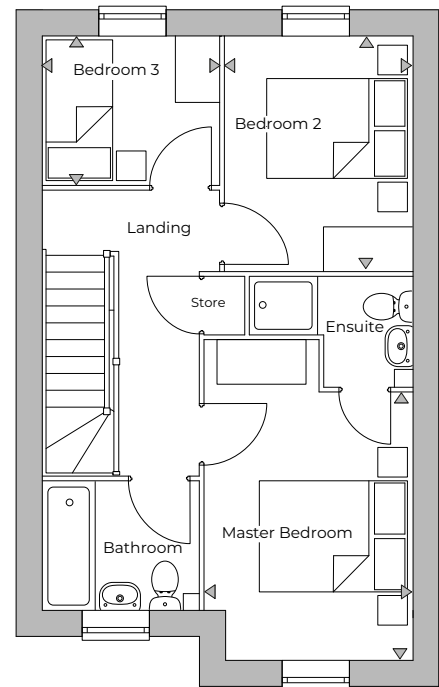 Bedroom 3
Bedroom 2
Landing
Store
Ensuite
Master Bedroom
Bathroom